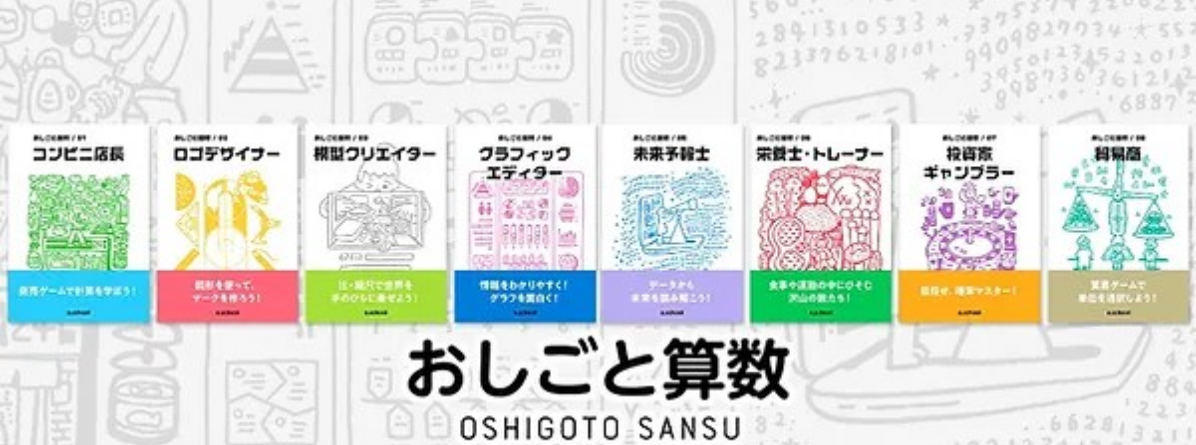 おしごと算数 / 01
コンビニ店長
販売ゲームで計算を学ぼう！
ロゴデザイナー
図形を使って、
マークを作ろう！
模型クリエイター
比・縮尺で世界を
手のひらに乗せよう！
グラフィック
エディター
情報をわかりやすく！
グラフを面白く！
未来予報士
データから
未来を読み解こう！
栄養士・トレーナー
食事や運動の中にひそむ
沢山の数たち！
投資家
ギャンブラー
目指せ、確率マスター！
貿易商
貿易ゲームで
単位を通訳しよう！
おしごと算数
OSHIGOTO SANSU